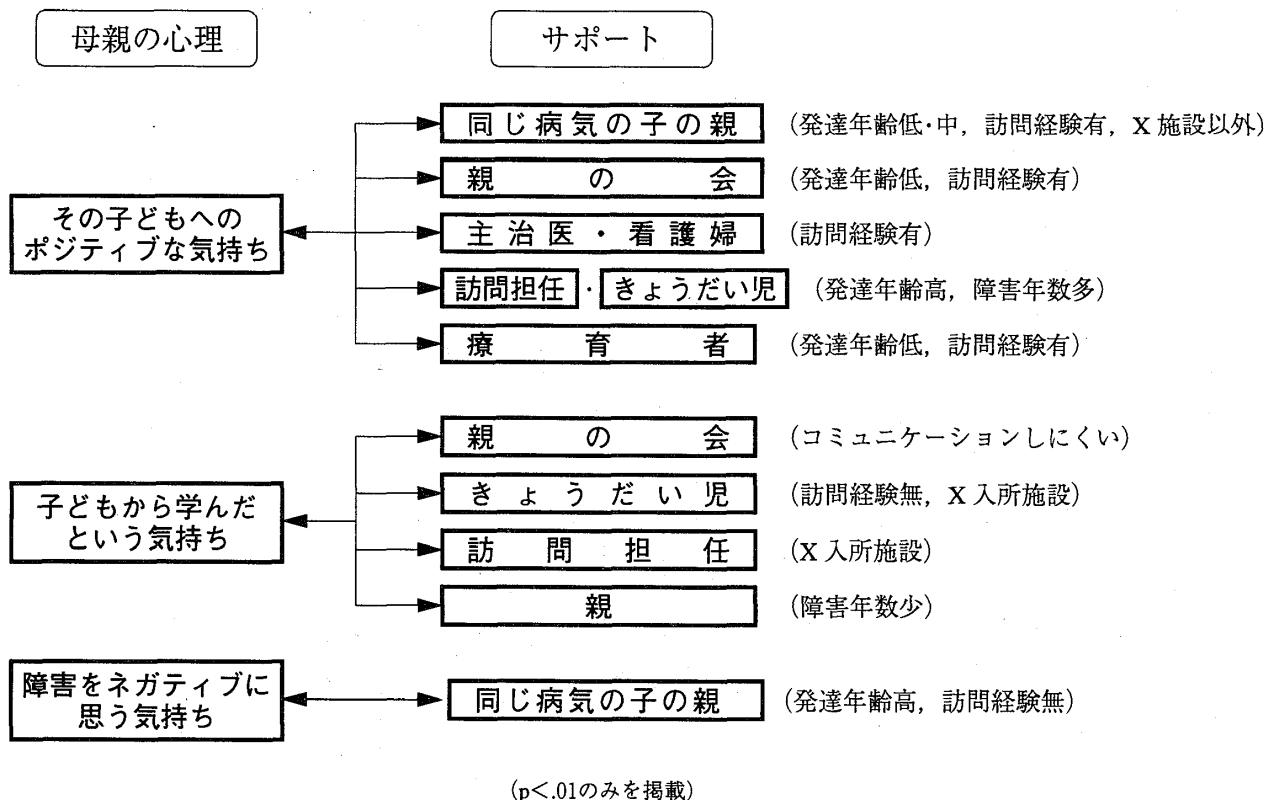 母親の心理
サポート
同じ病気の子の親 (発達年齢低・中,訪問経験有,X施設以外)
親の会 (発達年齢低,訪問経験有)
その子どもへの
ポジティブな気持ち
主治医・看護婦 (訪問経験有)
訪問担任・きょうだい児 (発達年齢高,障害年数多)
療育者 (発達年齢低,訪問経験有)
親の会 (コミュニケーションしにくい)
子どもから学んだ
という気持ち
きょうだい児 (訪問経験無,X入所施設)
訪問担任 (X入所施設)
親 (障害年数少)
障害をネガティブに
思う気持ち
同じ病気の子の親 (発達年齢高,訪問経験無)
(p<.01のみを掲載)